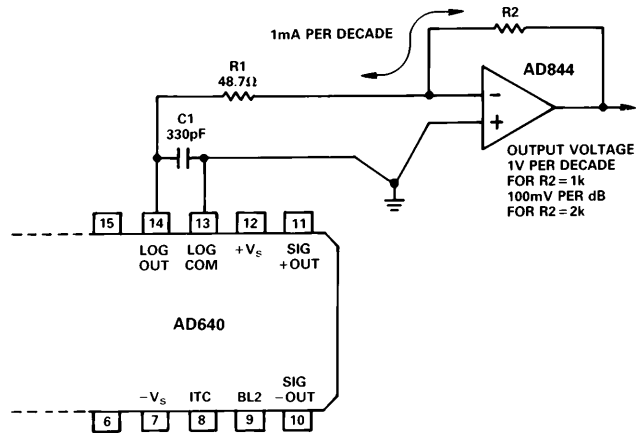 1mA PER DECADE
R2
R1
48.7Ω
AD844
C1
330pF
−
+
OUTPUT VOLTAGE
1V PER DECADE
FOR R2 = 1k
100mV PER dB
FOR R2 = 2k
15
14
13
12
11
LOG OUT
LOG COM
+VS
SIG +OUT
AD640
−VS
ITC
BL2
SIG −OUT
6
7
8
9
10